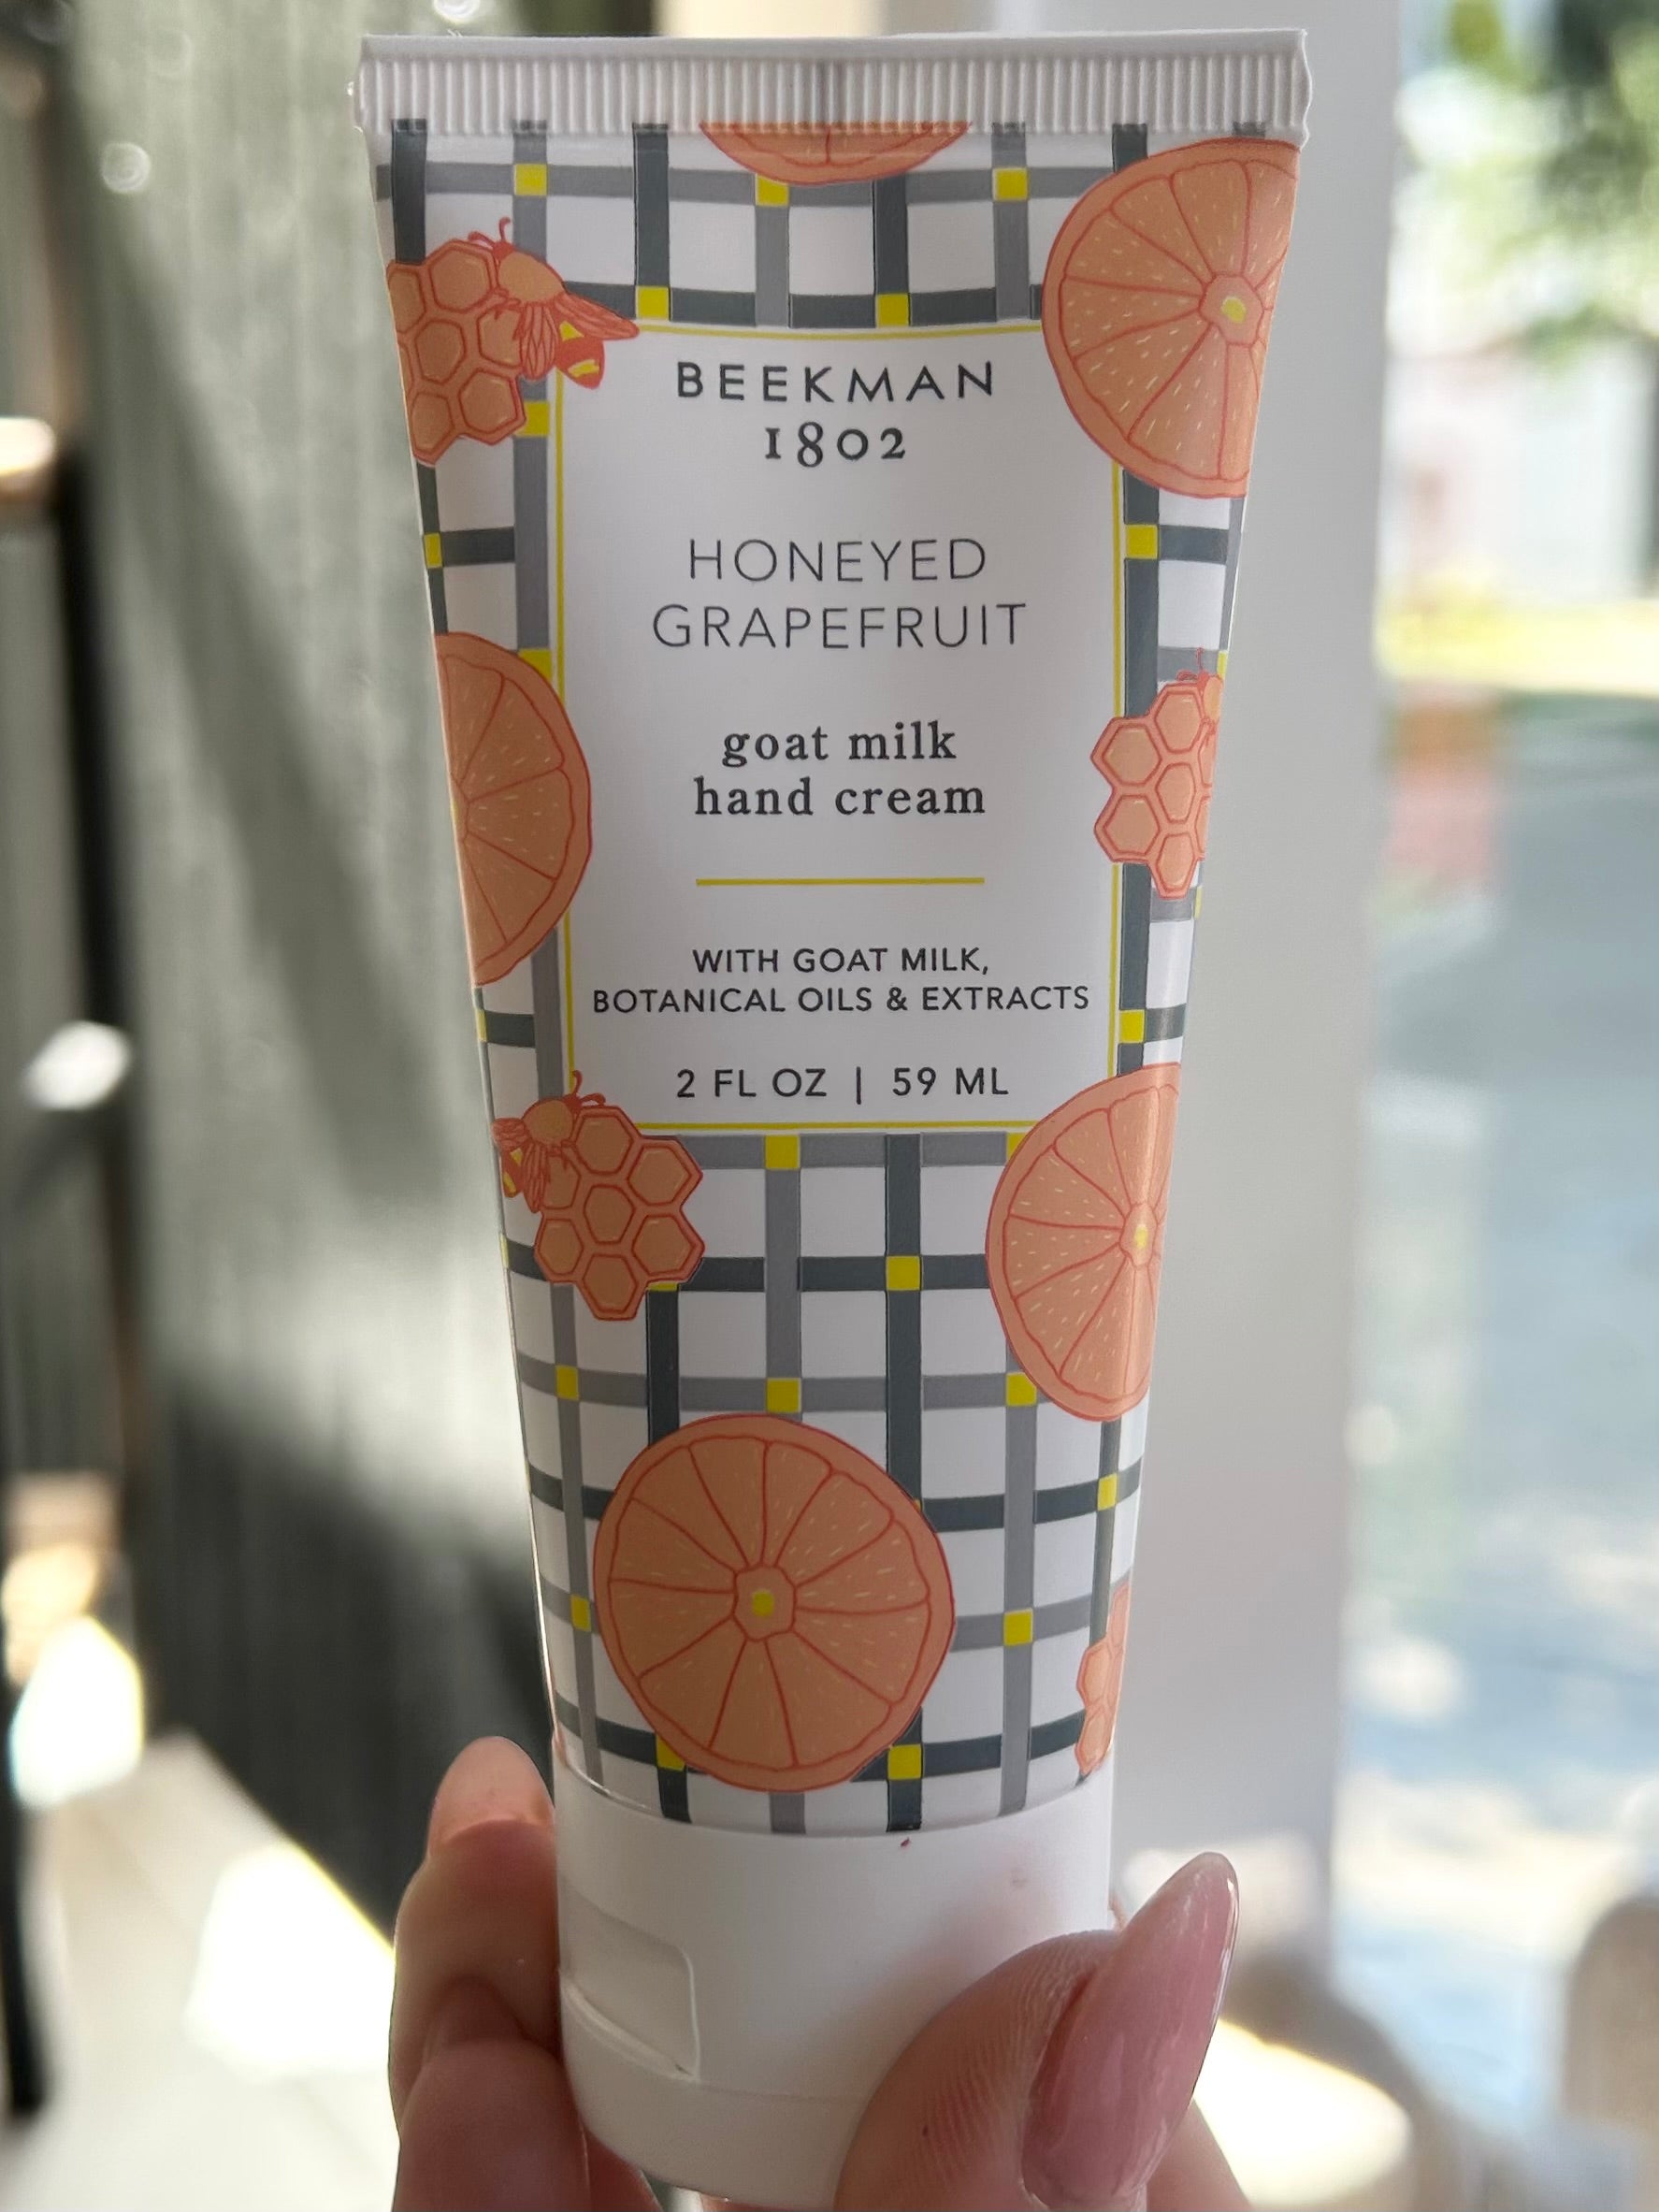 BEEKMAN
1802
HONEYED
GRAPEFRUIT
goat milk
hand cream
WITH GOAT MILK,
BOTANICAL OILS & EXTRACTS
2 FL OZ | 59 ML